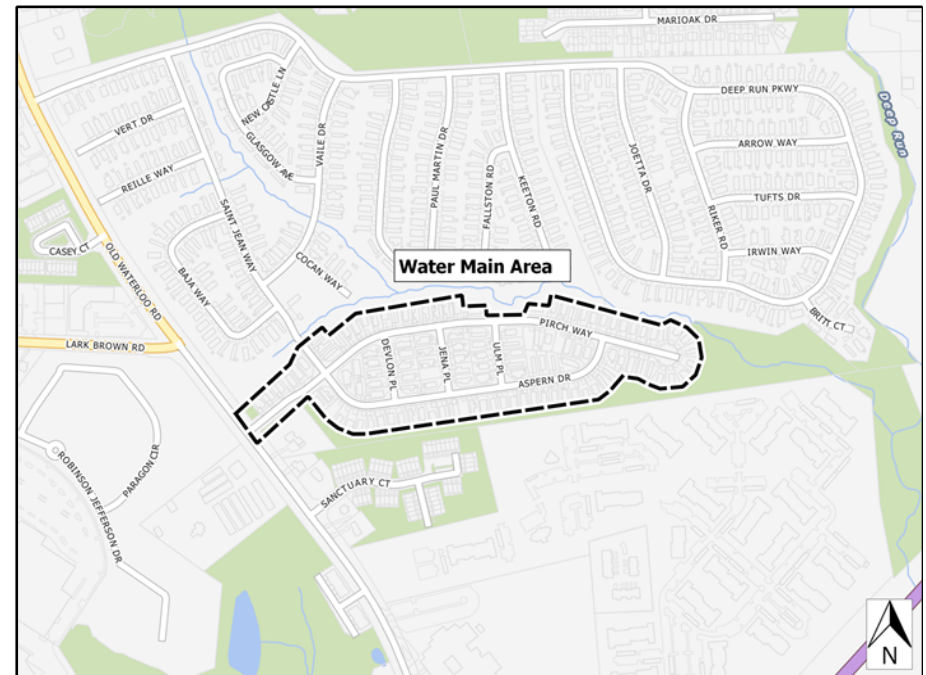 MARIOAK DR
DEEP RUN PKWY
Deep Run
NEW CASTLE LN
VERT DR
GLASGOW AVE
VAILE DR
PAUL MARTIN DR
FALLSTON RD
KEETON RD
JOETTA DR
ARROW WAY
REILLE WAY
TUFTS DR
RIKER RD
SAINT JEAN WAY
CASEY CT
OLD WATERLOO RD
BAJA WAY
COCAN WAY
IRWIN WAY
Water Main Area
BRITT CT
LARK BROWN RD
PIRCH WAY
DEVLON PL
JENA PL
ULM PL
ASPERN DR
PARAGON CIR
ROBINSON JEFFERSON DR
SANCTUARY CT
N